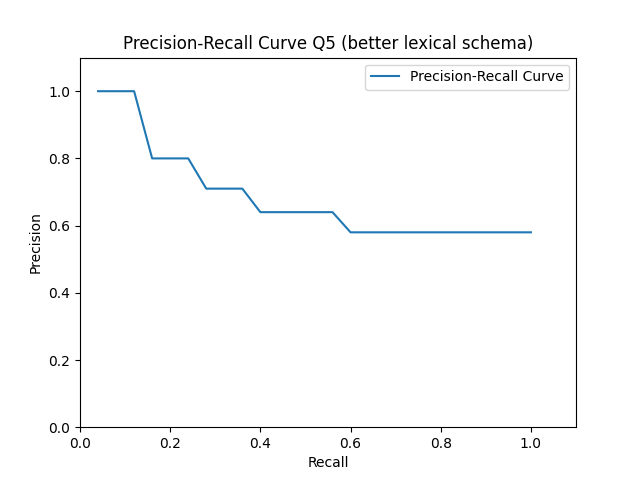 Precision-Recall Curve Q5 (better lexical schema)
Precision-Recall Curve
1.0
0.8
0.6
0.4
0.2
0.0
Precision
0.0 0.2 0.4 0.6 0.8 1.0
Recall